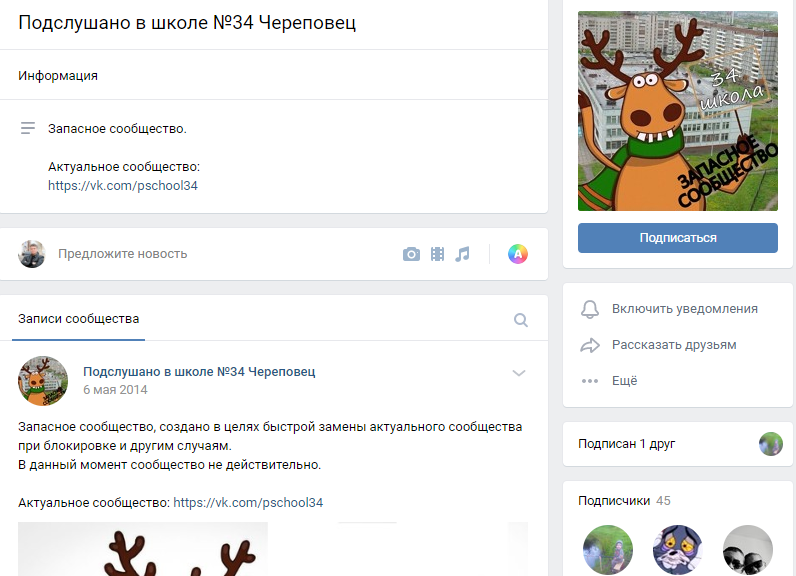 Подслушано в школе №34 Череповец
Информация
Запасное сообщество.
Актуальное сообщество:
https://vk.com/pschool34
Предложите новость
A
Записи сообщества
Подслушано в школе №34 Череповец
6 мая 2014
Запасное сообщество, создано в целях быстрой замены актуального сообщества
при блокировке и другим случаям.
В данный момент сообщество не действительно.
Актуальное сообщество: https://vk.com/pschool34
34
школа
ЗАПАСНОЕ
СООБЩЕСТВО
Подписаться
Включить уведомления
Рассказать друзьям
Ещё
Подписан 1 друг
Подписчики 45